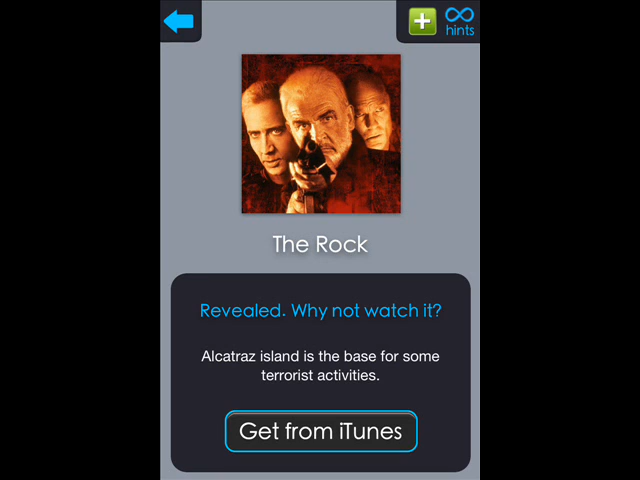 hints
The Rock
Revealed. Why not watch it?
Alcatraz island is the base for some
terrorist activities.
Get from iTunes